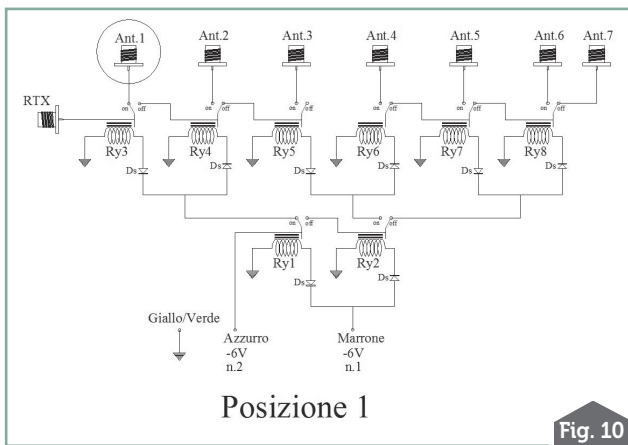 Ant.1 Ant.2 Ant.3 Ant.4 Ant.5 Ant.6 Ant.7
RTX
on off on off on off on off on off on off
Ry3 Ry4 Ry5 Ry6 Ry7 Ry8
Ds Ds Ds Ds Ds Ds
on off on off
Ry1 Ry2
Ds Ds
Giallo/Verde
Azzurro Marrone
-6V -6V
n.2 n.1
Posizione 1
Fig. 10